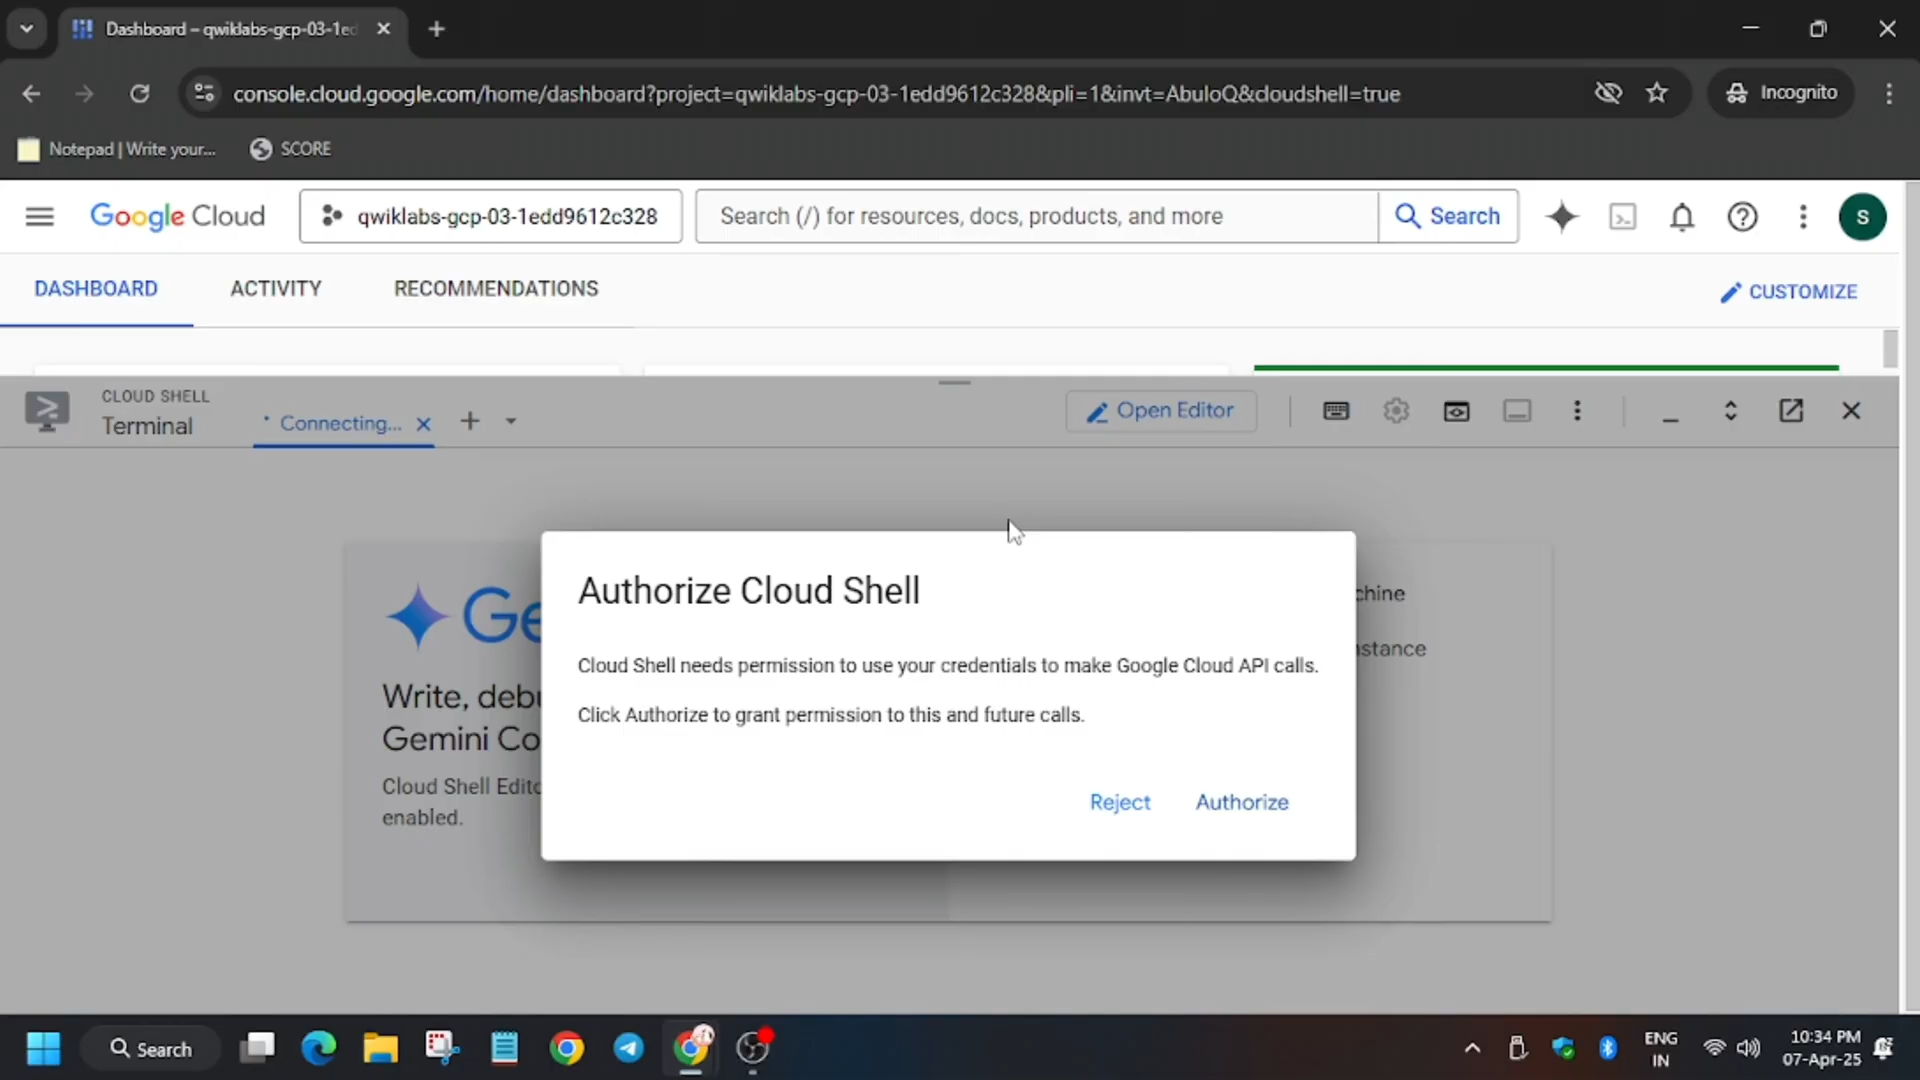 Dashboard – qwiklabs-gcp-03-1ed
console.cloud.google.com/home/dashboard?project=qwiklabs-gcp-03-1edd9612c328&pli=1&invt=AbuloQ&cloudshell=true
Incognito
Notepad | Write your...
SCORE
Google Cloud
qwiklabs-gcp-03-1edd9612c328
Search (/) for resources, docs, products, and more
Search
S
DASHBOARD
ACTIVITY
RECOMMENDATIONS
CUSTOMIZE
CLOUD SHELL
Terminal
Connecting...
Open Editor
Ge
Authorize Cloud Shell
chine
Cloud Shell needs permission to use your credentials to make Google Cloud API calls.
stance
Write, debu
Click Authorize to grant permission to this and future calls.
Gemini Co
Cloud Shell Edito
Reject
Authorize
enabled.
Search
ENG
IN
10:34 PM
07-Apr-25